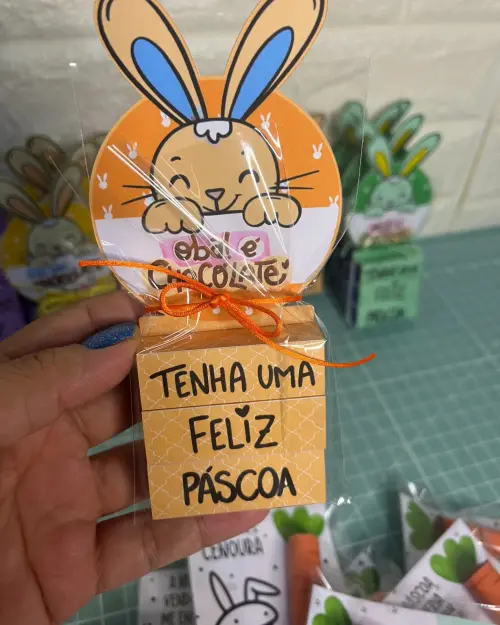 oba! é
CHOCOLATE
TENHA UMA
FELIZ
PÁSCOA
CENOURA